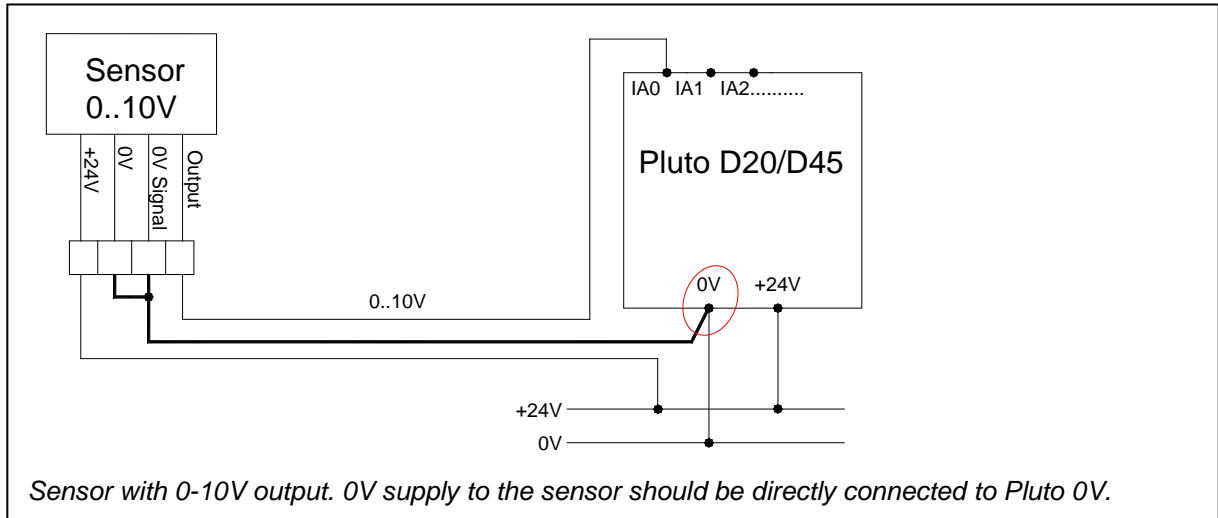 Sensor
0..10V
+24V
0V
0V Signal
Output
IA0 IA1 IA2..........
Pluto D20/D45
0V +24V
0..10V
+24V
0V
Sensor with 0-10V output. 0V supply to the sensor should be directly connected to Pluto 0V.